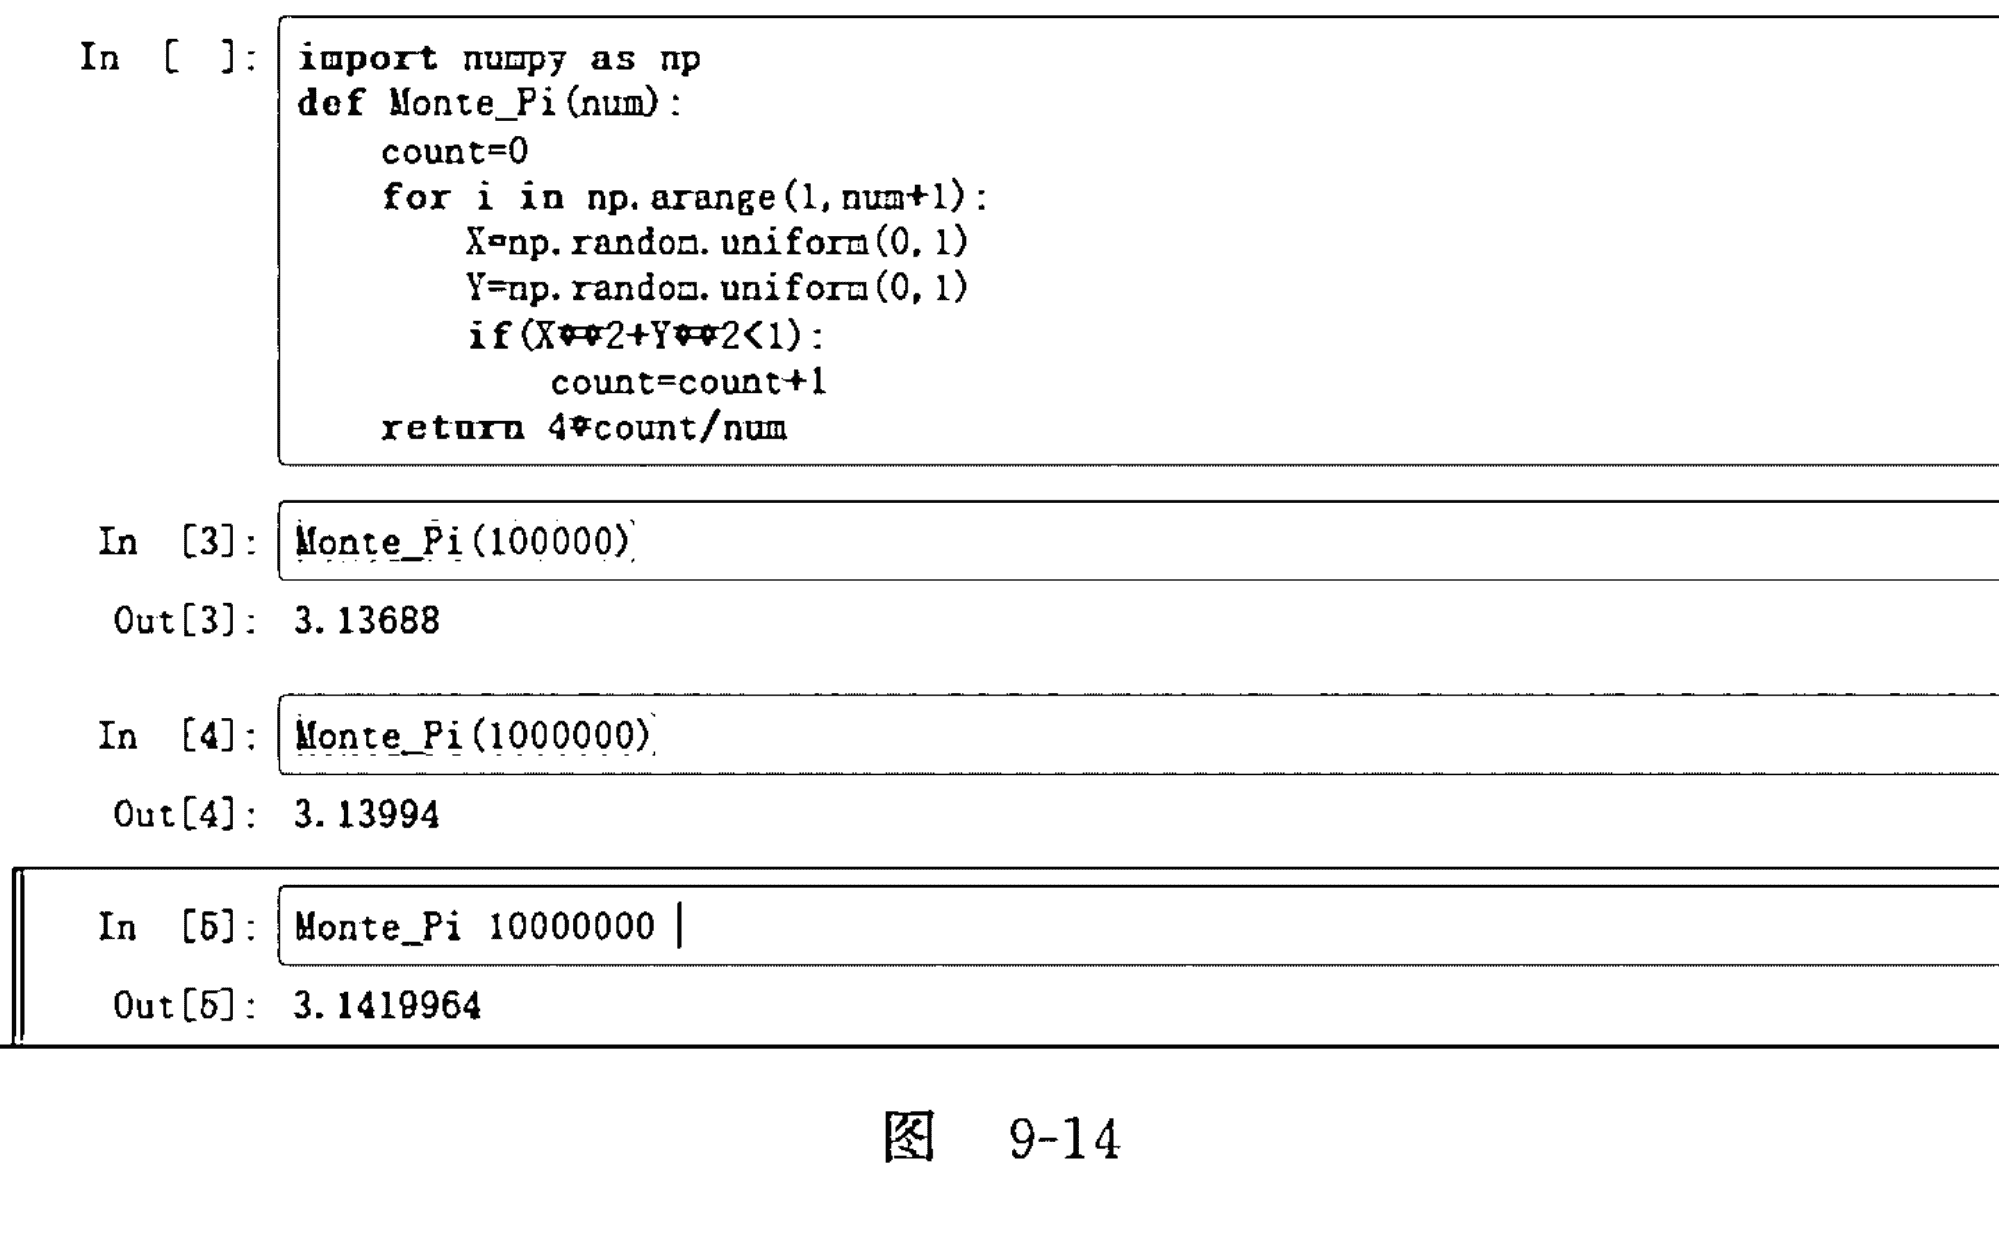 In [ ]: import numpy as np
def Monte_Pi(num):
    count=0
    for i in np.arange(1,num+1):
        X=np.random.uniform(0,1)
        Y=np.random.uniform(0,1)
        if(X**2+Y**2<1):
            count=count+1
    return 4*count/num
In [3]: Monte_Pi(100000)
Out[3]: 3.13688
In [4]: Monte_Pi(1000000)
Out[4]: 3.13994
In [5]: Monte_Pi 10000000
Out[5]: 3.1419964
图 9-14